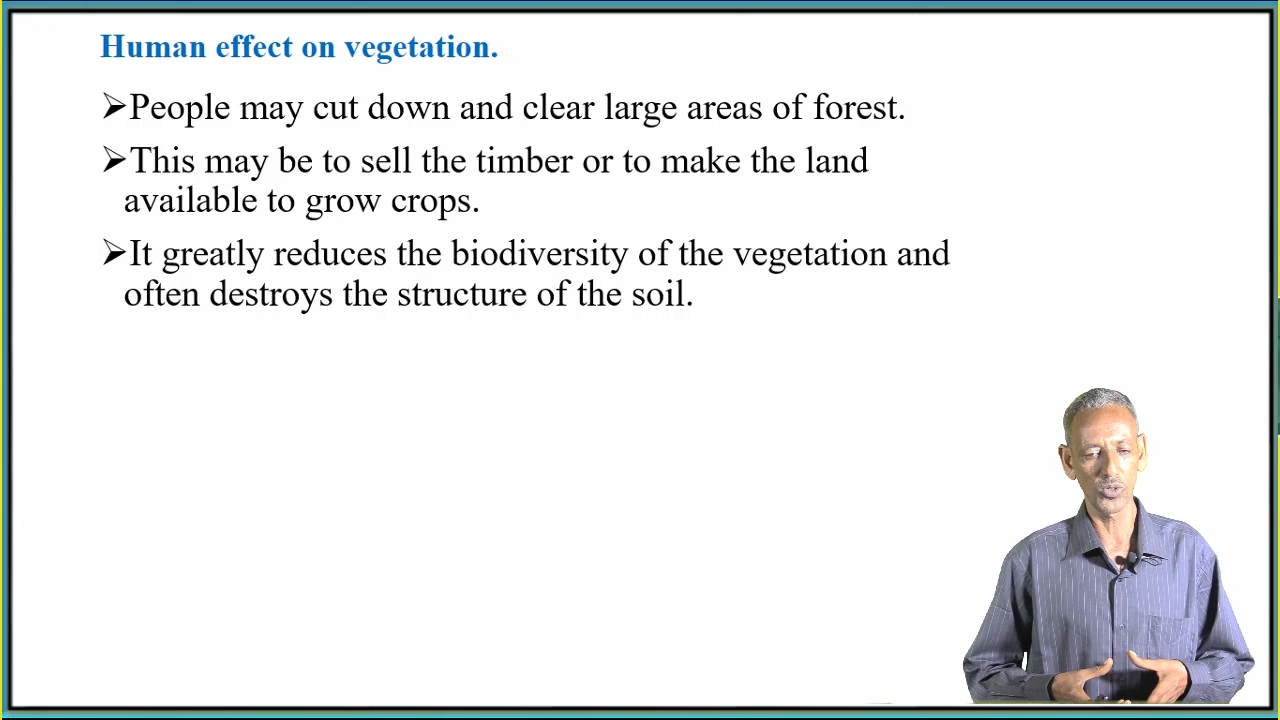 Human effect on vegetation.
➢People may cut down and clear large areas of forest.
➢This may be to sell the timber or to make the land
available to grow crops.
➢It greatly reduces the biodiversity of the vegetation and
often destroys the structure of the soil.